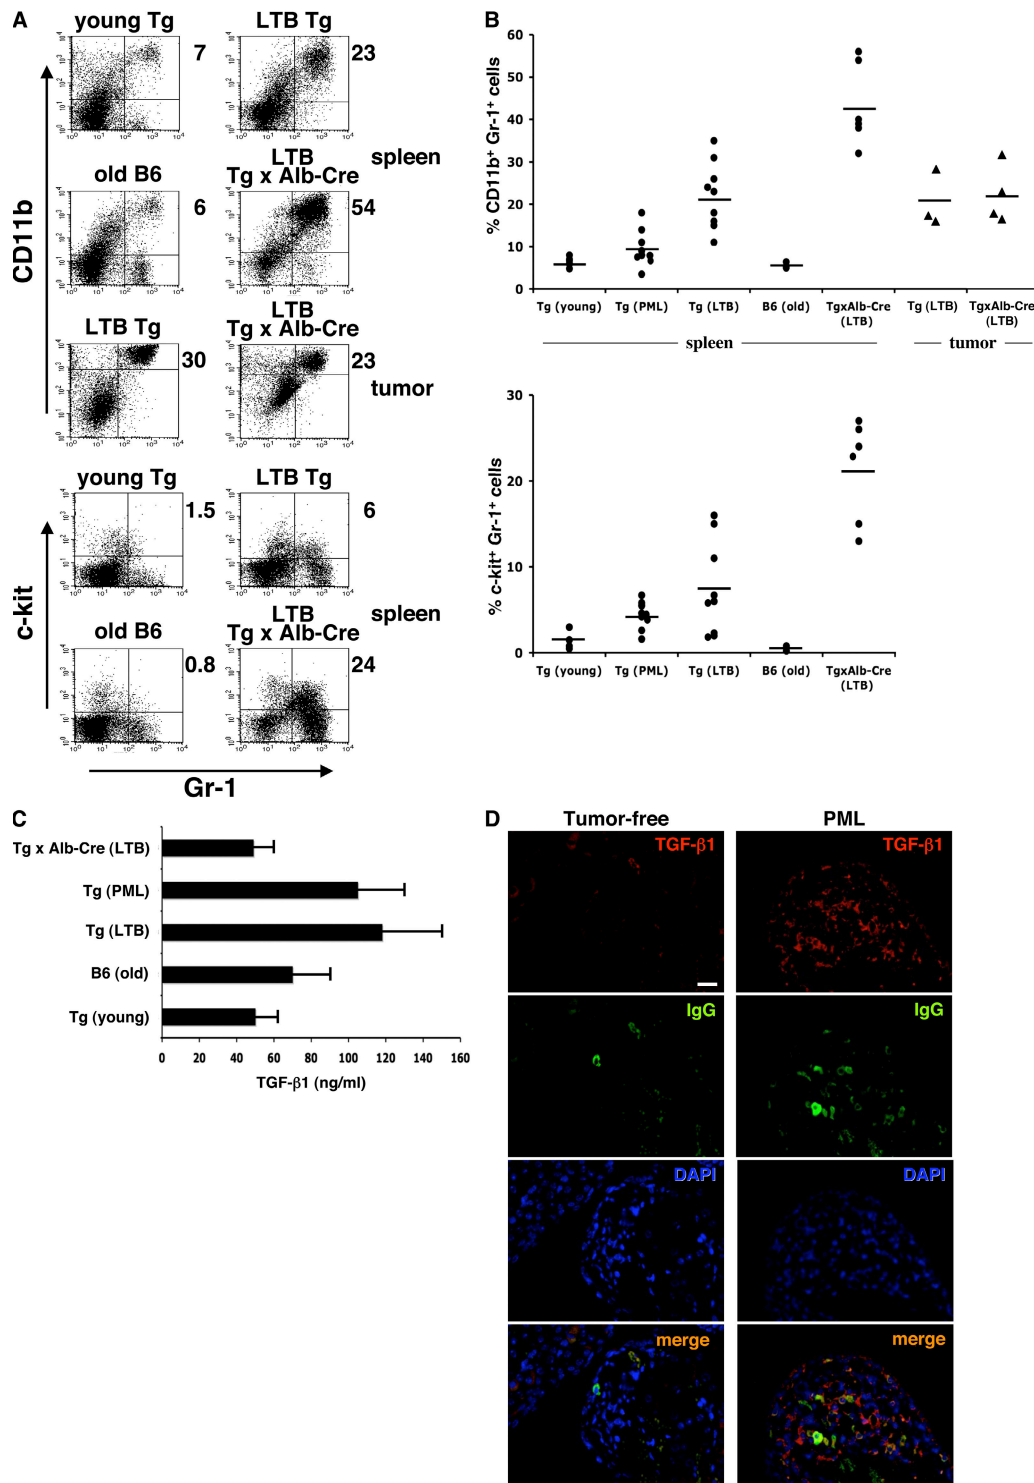 A
young Tg
7
LTB Tg
23
old B6
6
LTB
Tg x Alb-Cre
54
spleen
LTB Tg
30
LTB
Tg x Alb-Cre
23
tumor
CD11b
young Tg
1.5
LTB Tg
6
old B6
0.8
LTB
Tg x Alb-Cre
24
spleen
c-kit
Gr-1
B
% CD11b+ Gr-1+ cells
60
50
40
30
20
10
0
Tg (young)
Tg (PML)
Tg (LTB)
B6 (old)
TgxAlb-Cre
(LTB)
Tg (LTB)
TgxAlb-Cre
(LTB)
spleen
tumor
% c-kit+ Gr-1+ cells
30
20
10
0
Tg (young)
Tg (PML)
Tg (LTB)
B6 (old)
TgxAlb-Cre
(LTB)
C
Tg x Alb-Cre (LTB)
Tg (PML)
Tg (LTB)
B6 (old)
Tg (young)
0 20 40 60 80 100 120 140 160
TGF-β1 (ng/ml)
D
Tumor-free
PML
TGF-β1
TGF-β1
IgG
IgG
DAPI
DAPI
merge
merge